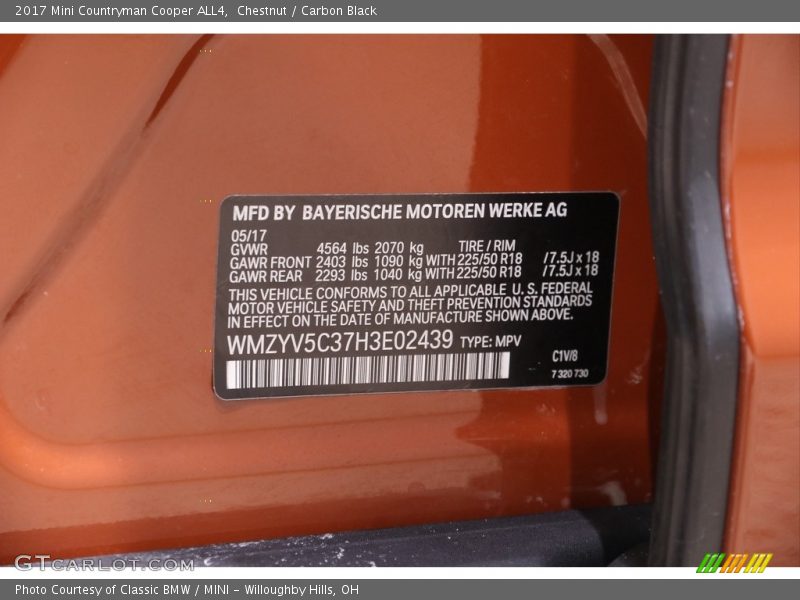 2017 Mini Countryman Cooper ALL4,  Chestnut / Carbon Black
MFD BY BAYERISCHE MOTOREN WERKE AG
05/17
GVWR 4564 lbs 2070 kg TIRE / RIM
GAWR FRONT 2403 lbs 1090 kg WITH 225/50 R18 /7.5J x 18
GAWR REAR 2293 lbs 1040 kg WITH 225/50 R18 /7.5J x 18
THIS VEHICLE CONFORMS TO ALL APPLICABLE U.S. FEDERAL
MOTOR VEHICLE SAFETY AND THEFT PREVENTION STANDARDS
IN EFFECT ON THE DATE OF MANUFACTURE SHOWN ABOVE.
WMZYV5C37H3E02439 TYPE: MPV
C1V/8
7 320 730
GTCARLOT.COM
Photo Courtesy of Classic BMW / MINI - Willoughby Hills, OH